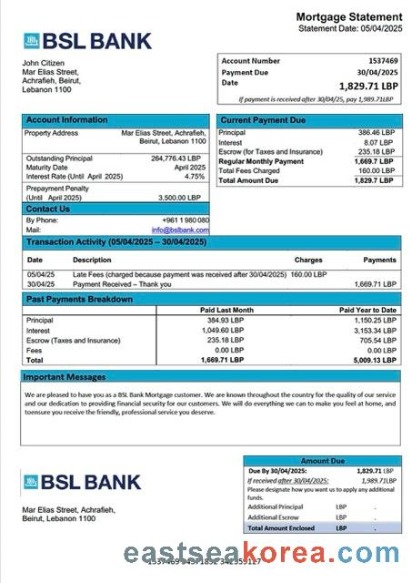 Mortgage Statement
Statement Date: 05/04/2025
BSL BANK
John Citizen
Mar Elias Street,
Achrafieh, Beirut,
Lebanon 1100
Account Number 1537469
Payment Due 30/04/2025
Date 1,829.71 LBP
If payment is received after 30/04/25, pay 1,989.71LBP
Account Information
Property Address Mar Elias Street, Achrafieh,
Beirut, Lebanon 1100
Outstanding Principal 264,776.43 LBP
Maturity Date April 2025
Interest Rate (Until April 2025) 4.75%
Prepayment Penalty
(Until April 2025) 3,500.00 LBP
Contact Us
By Phone: +961 1 980 080
Mail: info@bslbank.com
Current Payment Due
Principal 386.46 LBP
Interest 8.07 LBP
Escrow (for Taxes and Insurance) 235.18 LBP
Regular Monthly Payment 1,669.7 LBP
Total Fees Charged 160.00 LBP
Total Amount Due 1,829.7 LBP
Transaction Activity (05/04/2025 – 30/04/2025)
Date Description Charges Payments
05/04/25 Late Fees (charged because payment was received after 30/04/2025) 160.00 LBP
30/04/25 Payment Received – Thank you 1,669.71 LBP
Past Payments Breakdown
Paid Last Month Paid Year to Date
Principal 384.93 LBP 1,150.25 LBP
Interest 1,049.60 LBP 3,153.34 LBP
Escrow (Taxes and Insurance) 235.18 LBP 705.54 LBP
Fees 0.00 LBP 0.00 LBP
Total 1,669.71 LBP 5,009.13 LBP
Important Messages
We are pleased to have you as a BSL Bank Mortgage customer. We are known throughout the country for the quality of our service
and our dedication to providing financial security for our customers. We will do everything we can to make you feel at home, and
toensure you receive the friendly, professional service you deserve.
BSL BANK
Mar Elias Street, Achrafieh,
Beirut, Lebanon 1100
Amount Due
Due By 30/04/2025: 1,829.71 LBP
If received after 30/04/2025: 1,989.71LBP
Please designate how you want us to apply any additional
funds.
Additional Principal LBP .
Additional Escrow LBP .
Total Amount Enclosed LBP .
1537469
eastseakorea.com